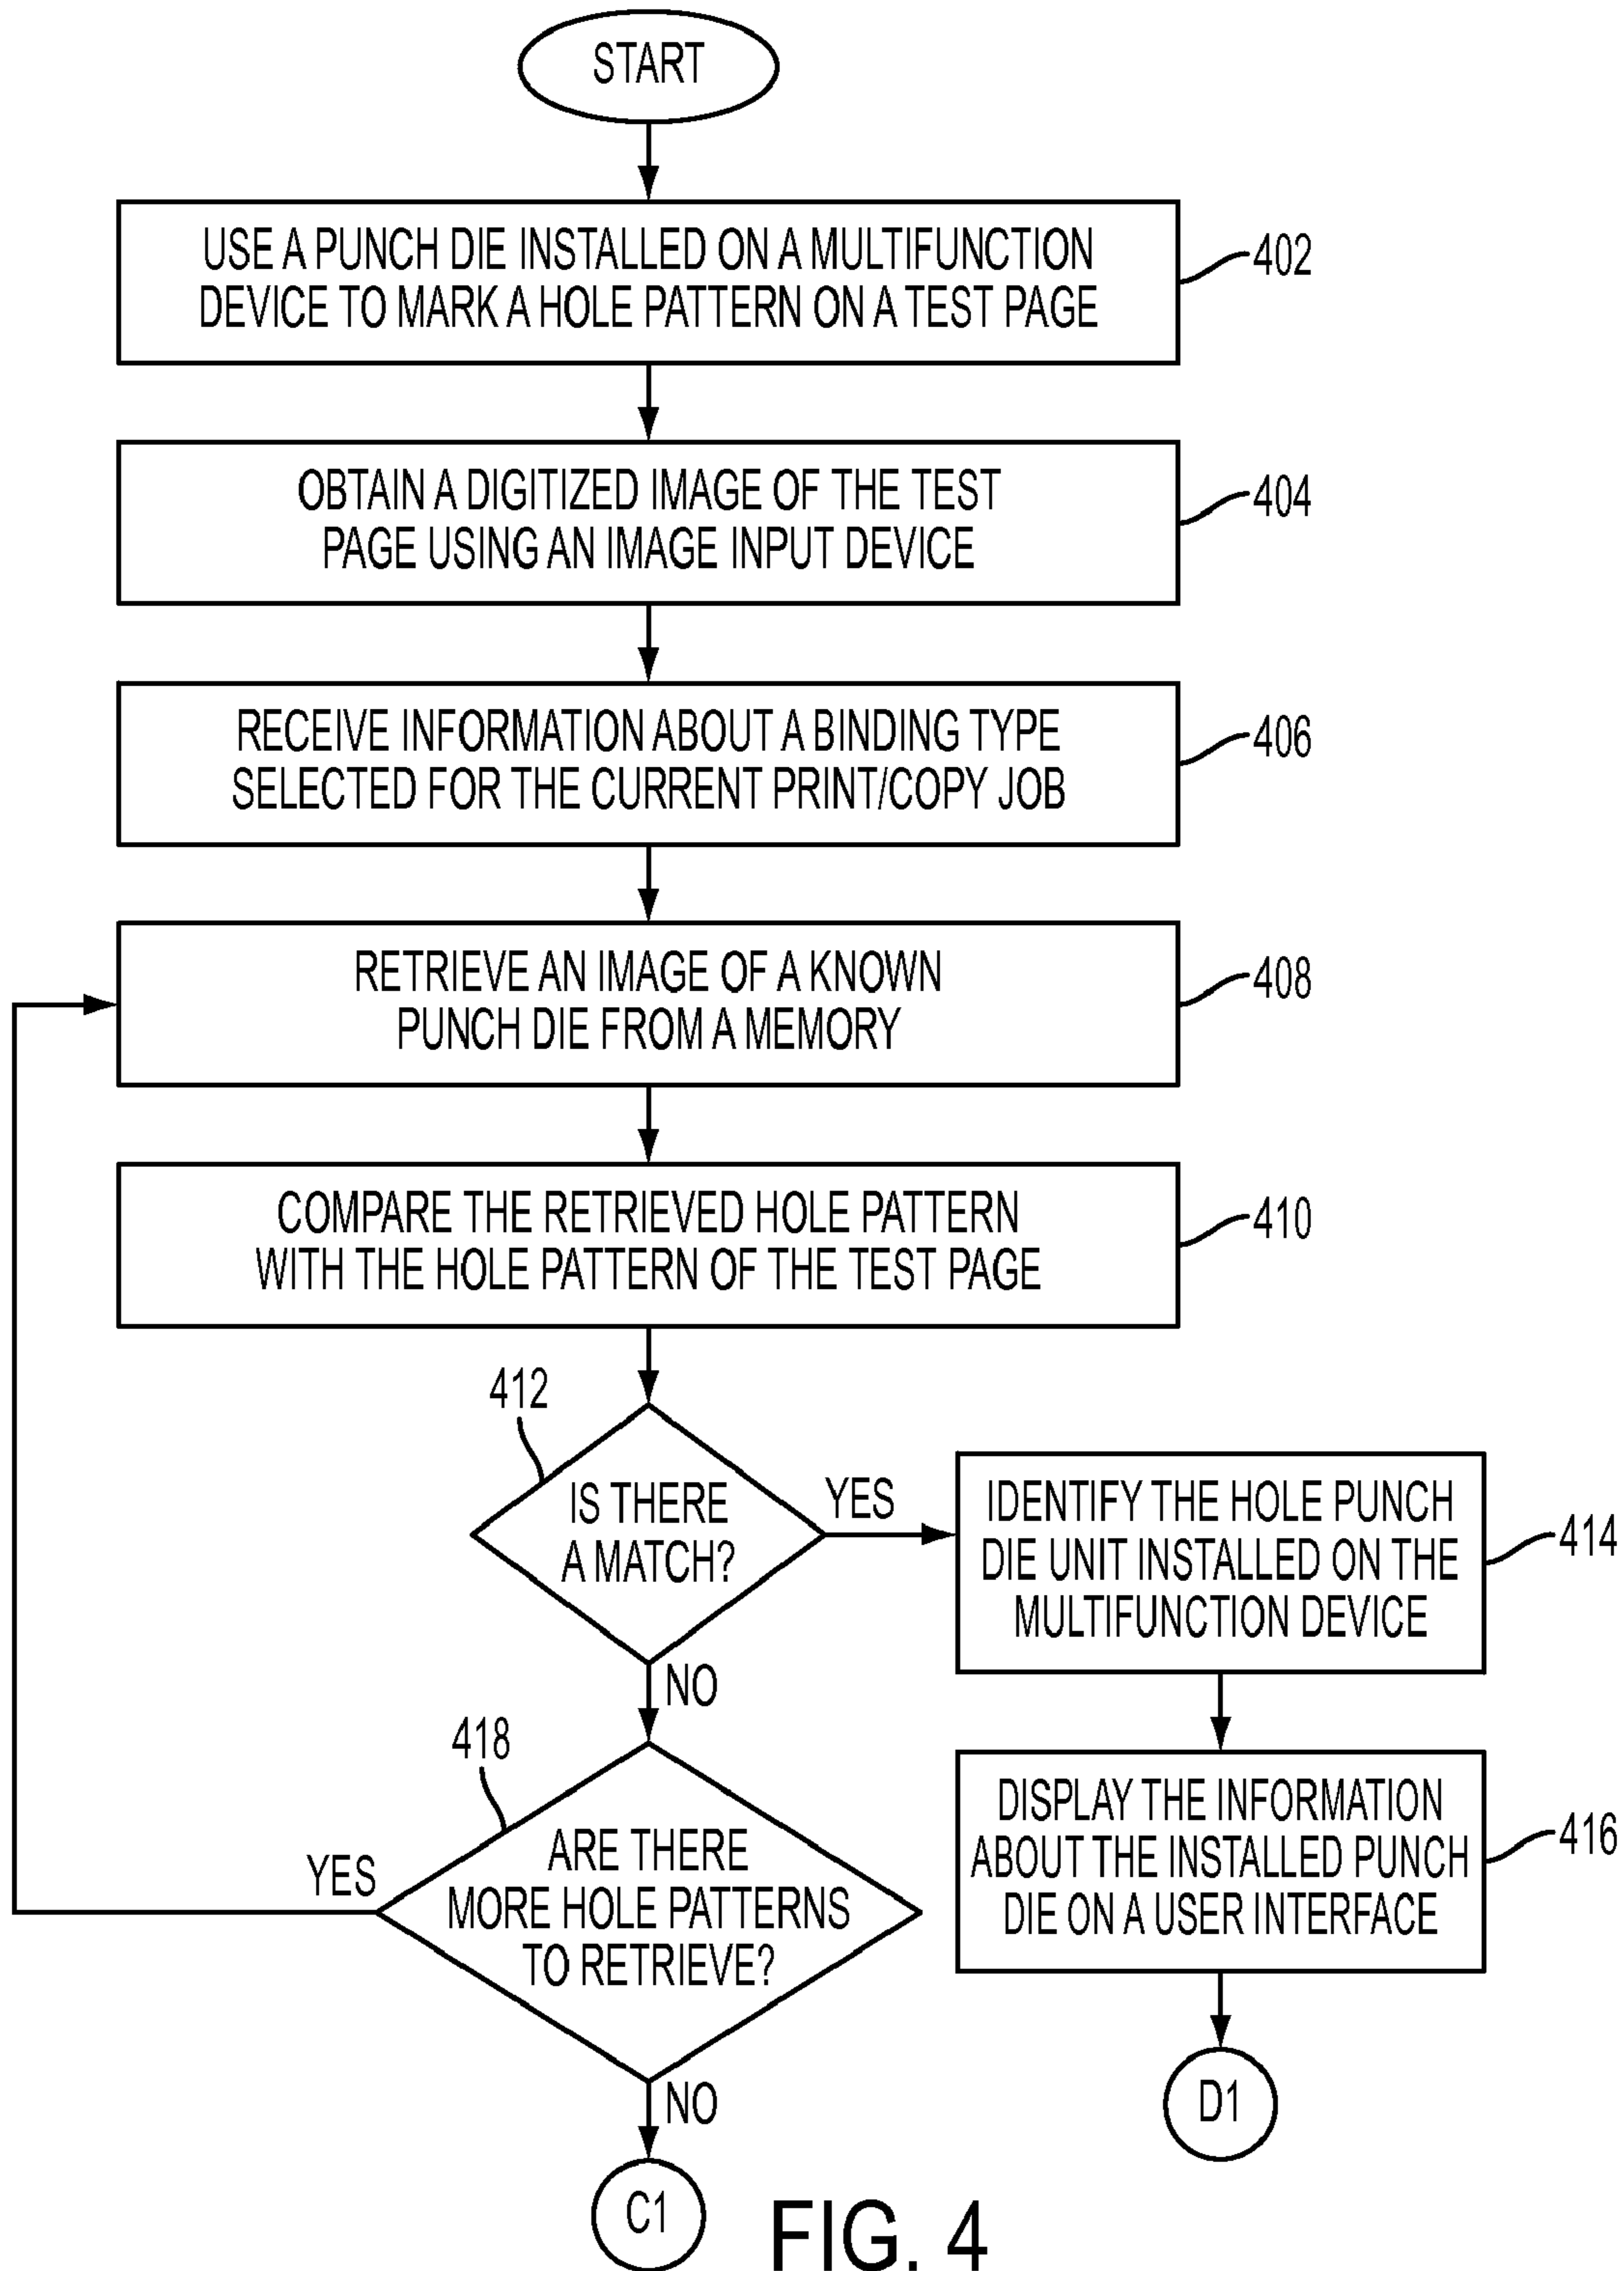 START
USE A PUNCH DIE INSTALLED ON A MULTIFUNCTION
DEVICE TO MARK A HOLE PATTERN ON A TEST PAGE
402
OBTAIN A DIGITIZED IMAGE OF THE TEST
PAGE USING AN IMAGE INPUT DEVICE
404
RECEIVE INFORMATION ABOUT A BINDING TYPE
SELECTED FOR THE CURRENT PRINT/COPY JOB
406
RETRIEVE AN IMAGE OF A KNOWN
PUNCH DIE FROM A MEMORY
408
COMPARE THE RETRIEVED HOLE PATTERN
WITH THE HOLE PATTERN OF THE TEST PAGE
410
412
IS THERE
A MATCH?
YES
IDENTIFY THE HOLE PUNCH
DIE UNIT INSTALLED ON THE
MULTIFUNCTION DEVICE
414
NO
418
ARE THERE
MORE HOLE PATTERNS
TO RETRIEVE?
YES
DISPLAY THE INFORMATION
ABOUT THE INSTALLED PUNCH
DIE ON A USER INTERFACE
416
NO
D1
C1
FIG. 4